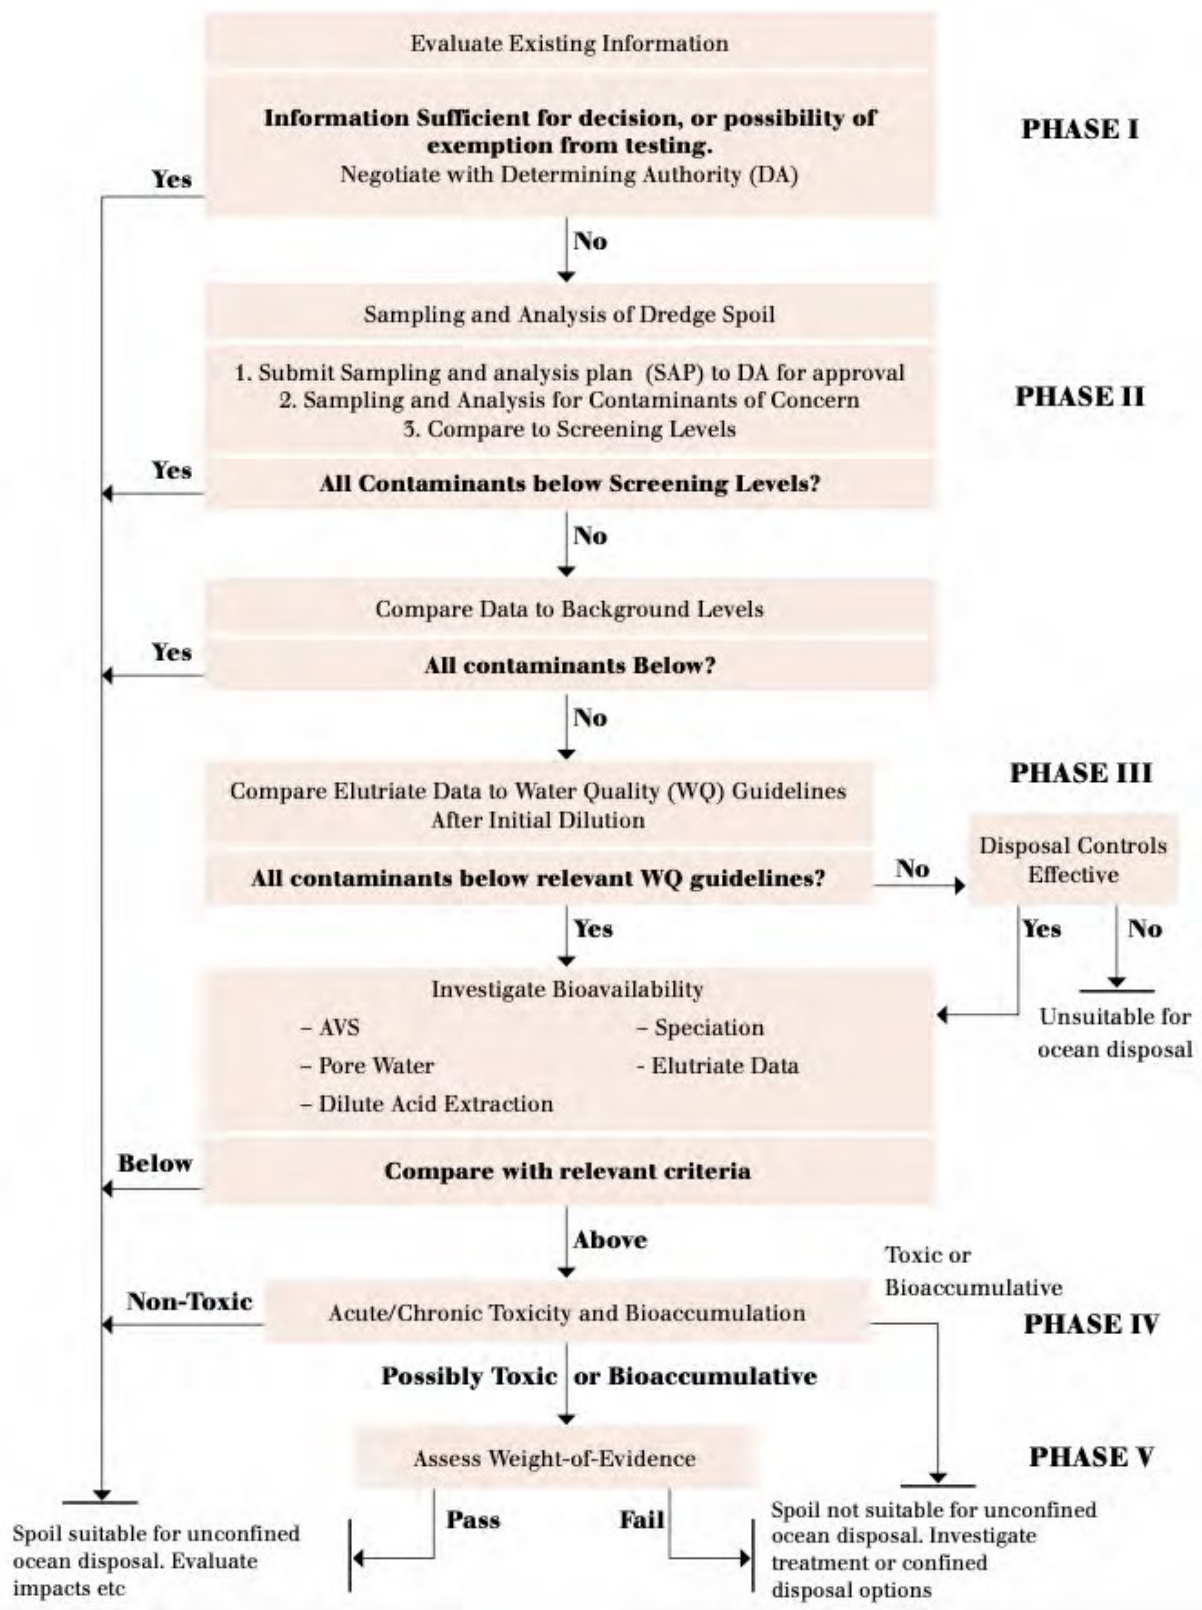 Evaluate Existing Information
Information Sufficient for decision, or possibility of
exemption from testing.
Negotiate with Determining Authority (DA)
PHASE I
Yes
No
Sampling and Analysis of Dredge Spoil
1. Submit Sampling and analysis plan (SAP) to DA for approval
2. Sampling and Analysis for Contaminants of Concern
3. Compare to Screening Levels
PHASE II
Yes
All Contaminants below Screening Levels?
No
Compare Data to Background Levels
Yes
All contaminants Below?
No
PHASE III
Compare Elutriate Data to Water Quality (WQ) Guidelines
After Initial Dilution
All contaminants below relevant WQ guidelines?
No
Disposal Controls
Effective
Yes
Yes
No
Unsuitable for
ocean disposal
Investigate Bioavailability
– AVS
– Speciation
– Pore Water
- Elutriate Data
– Dilute Acid Extraction
Below
Compare with relevant criteria
Above
Toxic or
Bioaccumulative
Non-Toxic
Acute/Chronic Toxicity and Bioaccumulation
PHASE IV
Possibly Toxic or Bioaccumulative
Assess Weight-of-Evidence
PHASE V
Pass
Fail
Spoil suitable for unconfined
ocean disposal. Evaluate
impacts etc
Spoil not suitable for unconfined
ocean disposal. Investigate
treatment or confined
disposal options